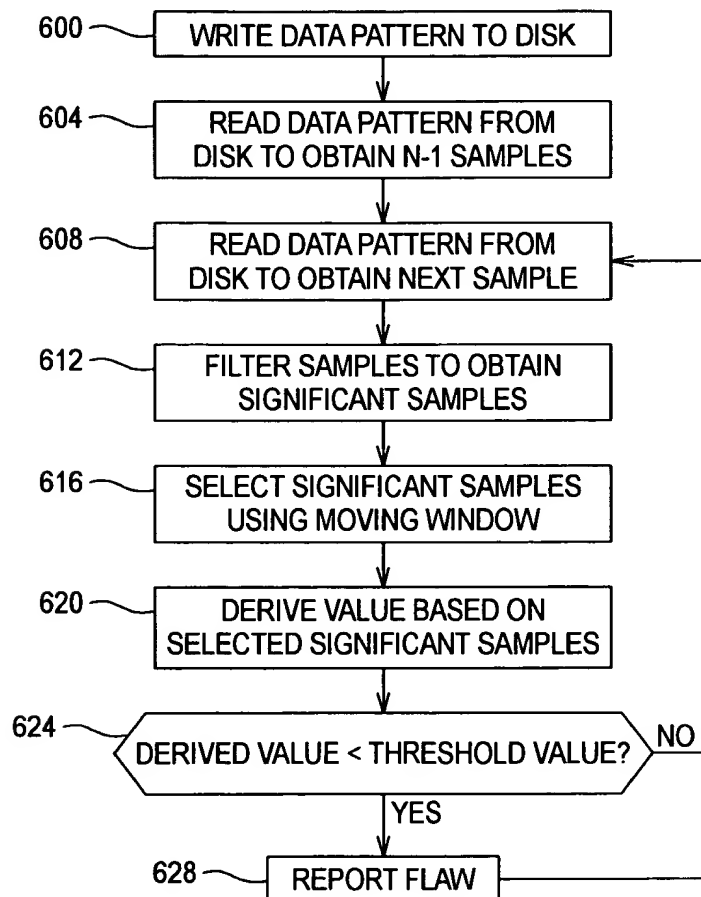 600
WRITE DATA PATTERN TO DISK
604
READ DATA PATTERN FROM
DISK TO OBTAIN N-1 SAMPLES
608
READ DATA PATTERN FROM
DISK TO OBTAIN NEXT SAMPLE
612
FILTER SAMPLES TO OBTAIN
SIGNIFICANT SAMPLES
616
SELECT SIGNIFICANT SAMPLES
USING MOVING WINDOW
620
DERIVE VALUE BASED ON
SELECTED SIGNIFICANT SAMPLES
624
DERIVED VALUE < THRESHOLD VALUE?
NO
YES
628
REPORT FLAW